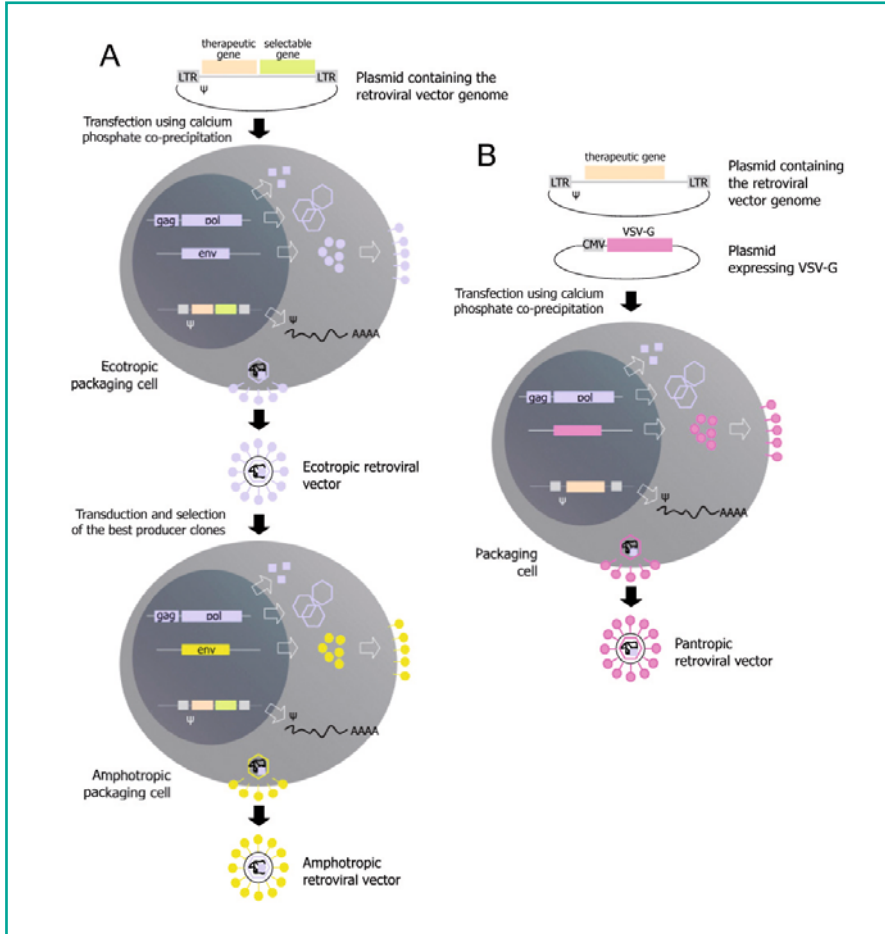 A
therapeutic
gene
selectable
gene
LTR
LTR
ψ
Plasmid containing the
retroviral vector genome
Transfection using calcium
phosphate co-precipitation
gag
pol
env
ψ
ψ
AAAA
Ecotropic
packaging cell
Ecotropic retroviral
vector
Transduction and selection
of the best producer clones
gag
pol
env
ψ
ψ
AAAA
Amphotropic
packaging cell
Amphotropic
retroviral vector
B
therapeutic gene
LTR
LTR
ψ
Plasmid containing
the retroviral
vector genome
VSV-G
CMV
Plasmid
expressing VSV-G
Transfection using calcium
phosphate co-precipitation
gag
pol
ψ
ψ
AAAA
Packaging
cell
Pantropic
retroviral vector